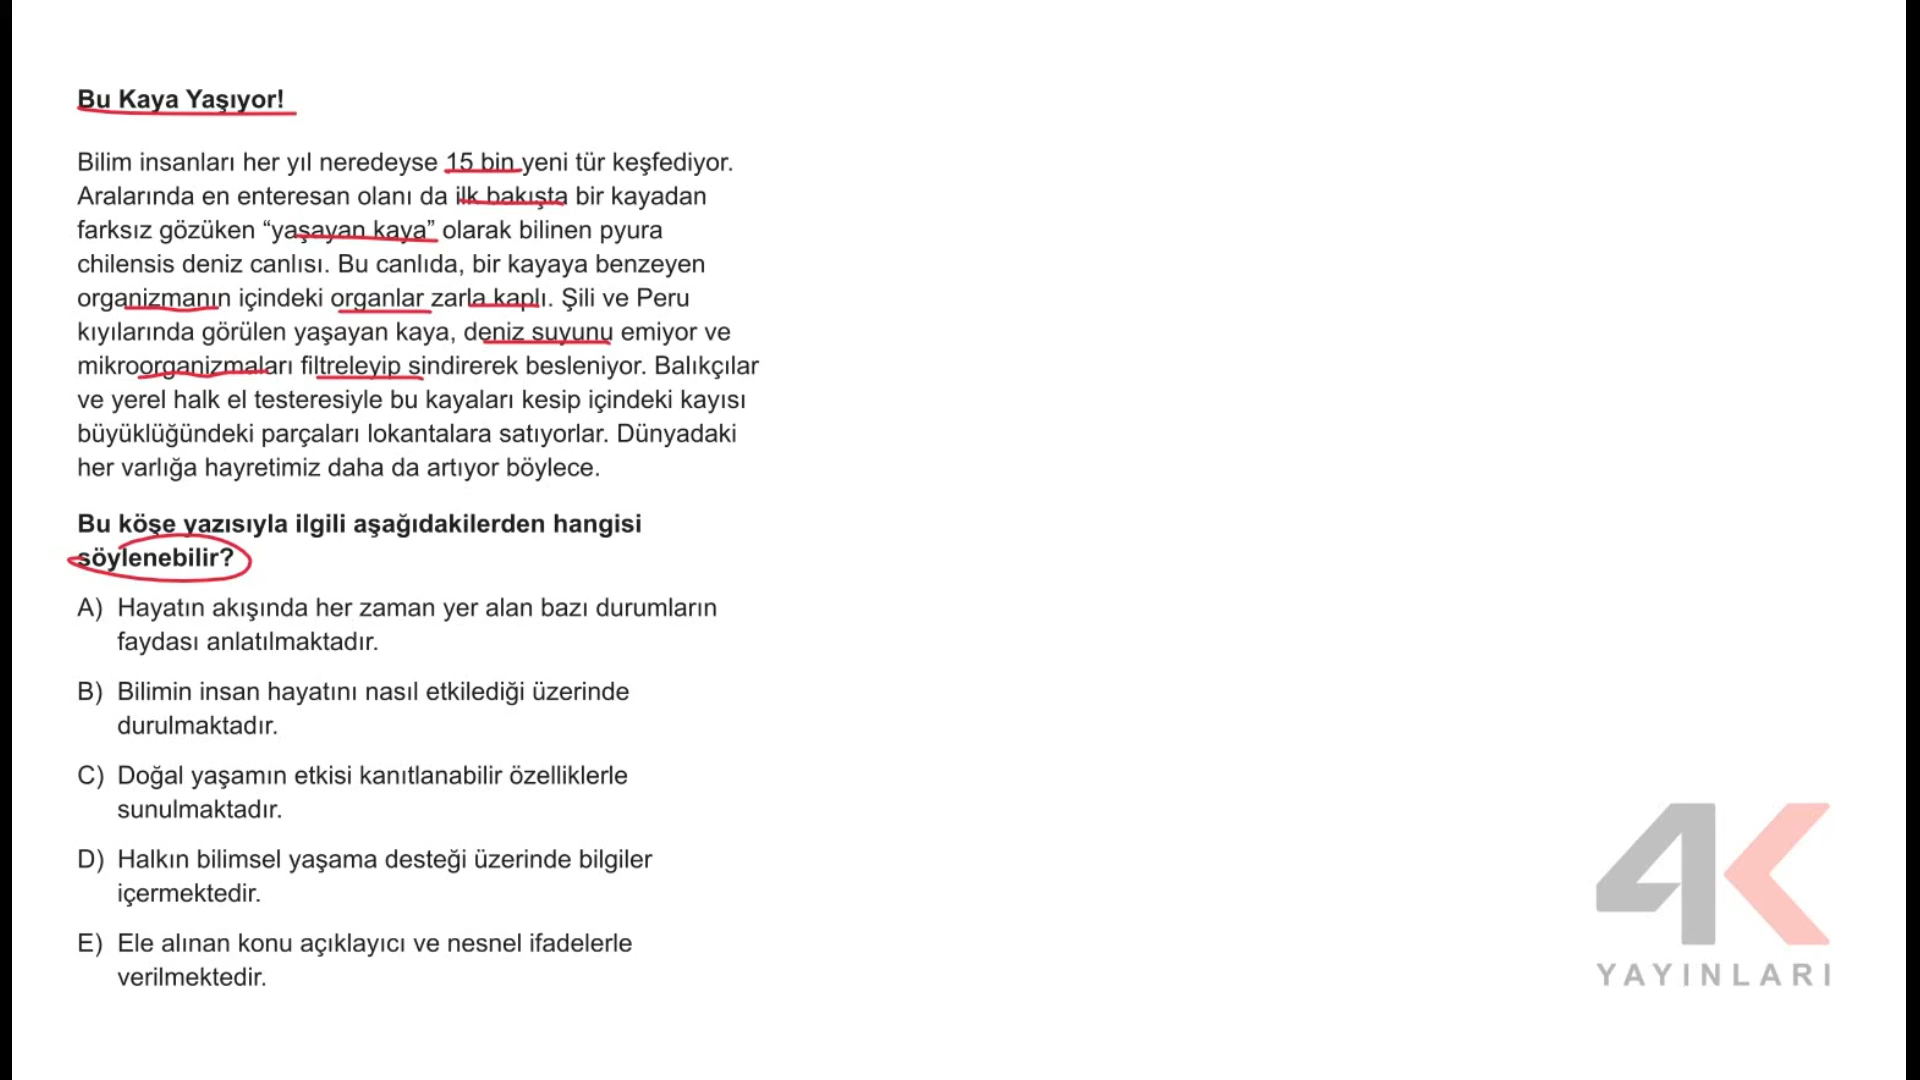 Bu Kaya Yaşıyor!
Bilim insanları her yıl neredeyse 15 bin yeni tür keşfediyor.
Aralarında en enteresan olanı da ilk bakışta bir kayadan
farksız gözüken “yaşayan kaya” olarak bilinen pyura
chilensis deniz canlısı. Bu canlıda, bir kayaya benzeyen
organizmanın içindeki organlar zarla kaplı. Şili ve Peru
kıyılarında görülen yaşayan kaya, deniz suyunu emiyor ve
mikroorganizmaları filtreleyip sindirerek besleniyor. Balıkçılar
ve yerel halk el testeresiyle bu kayaları kesip içindeki kayısı
büyüklüğündeki parçaları lokantalara satıyorlar. Dünyadaki
her varlığa hayretimiz daha da artıyor böylece.
Bu köşe yazısıyla ilgili aşağıdakilerden hangisi
söylenebilir?
A) Hayatın akışında her zaman yer alan bazı durumların
faydası anlatılmaktadır.
B) Bilimin insan hayatını nasıl etkilediği üzerinde
durulmaktadır.
C) Doğal yaşamın etkisi kanıtlanabilir özelliklerle
sunulmaktadır.
D) Halkın bilimsel yaşama desteği üzerinde bilgiler
içermektedir.
E) Ele alınan konu açıklayıcı ve nesnel ifadelerle
verilmektedir.
4K
YAYINLARI